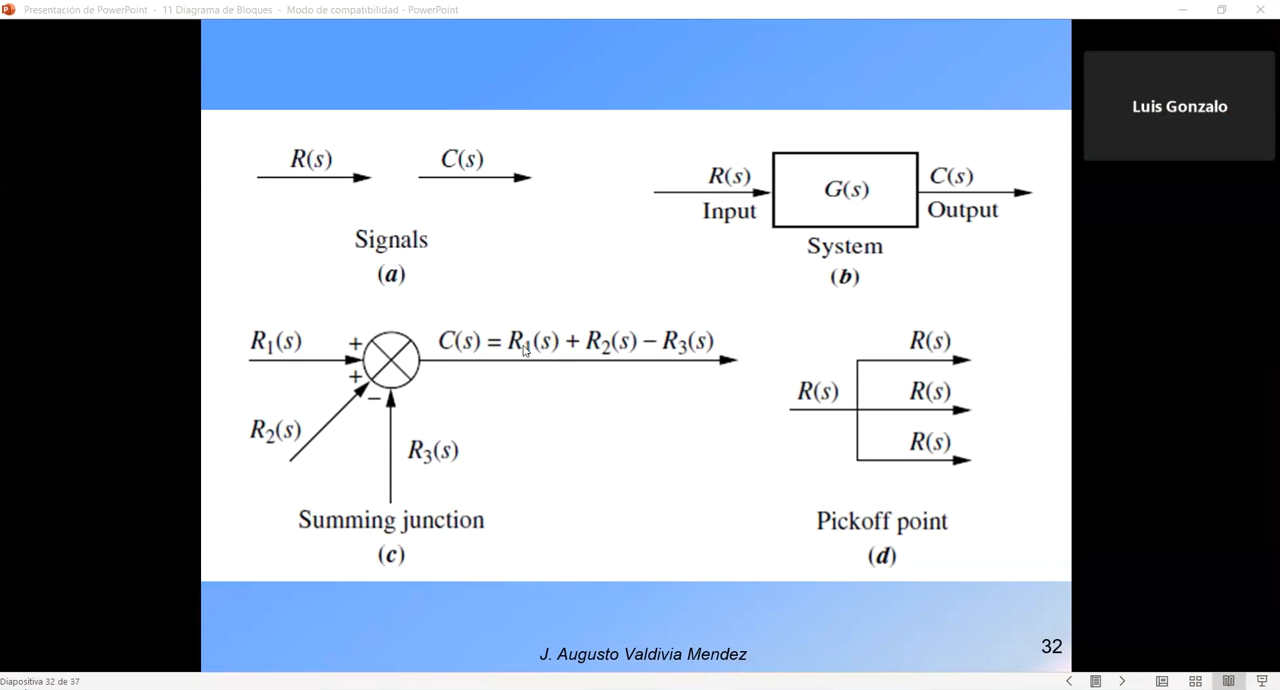 Presentación de PowerPoint - 11 Diagrama de Bloques - Modo de compatibilidad - PowerPoint
Luis Gonzalo
R(s)
C(s)
Signals
(a)
R(s)
Input
G(s)
C(s)
Output
System
(b)
R₁(s)
+
+
−
C(s) = R₁(s) + R₂(s) − R₃(s)
R₂(s)
R₃(s)
Summing junction
(c)
R(s)
R(s)
R(s)
R(s)
Pickoff point
(d)
J. Augusto Valdivia Mendez
32
Diapositiva 32 de 37